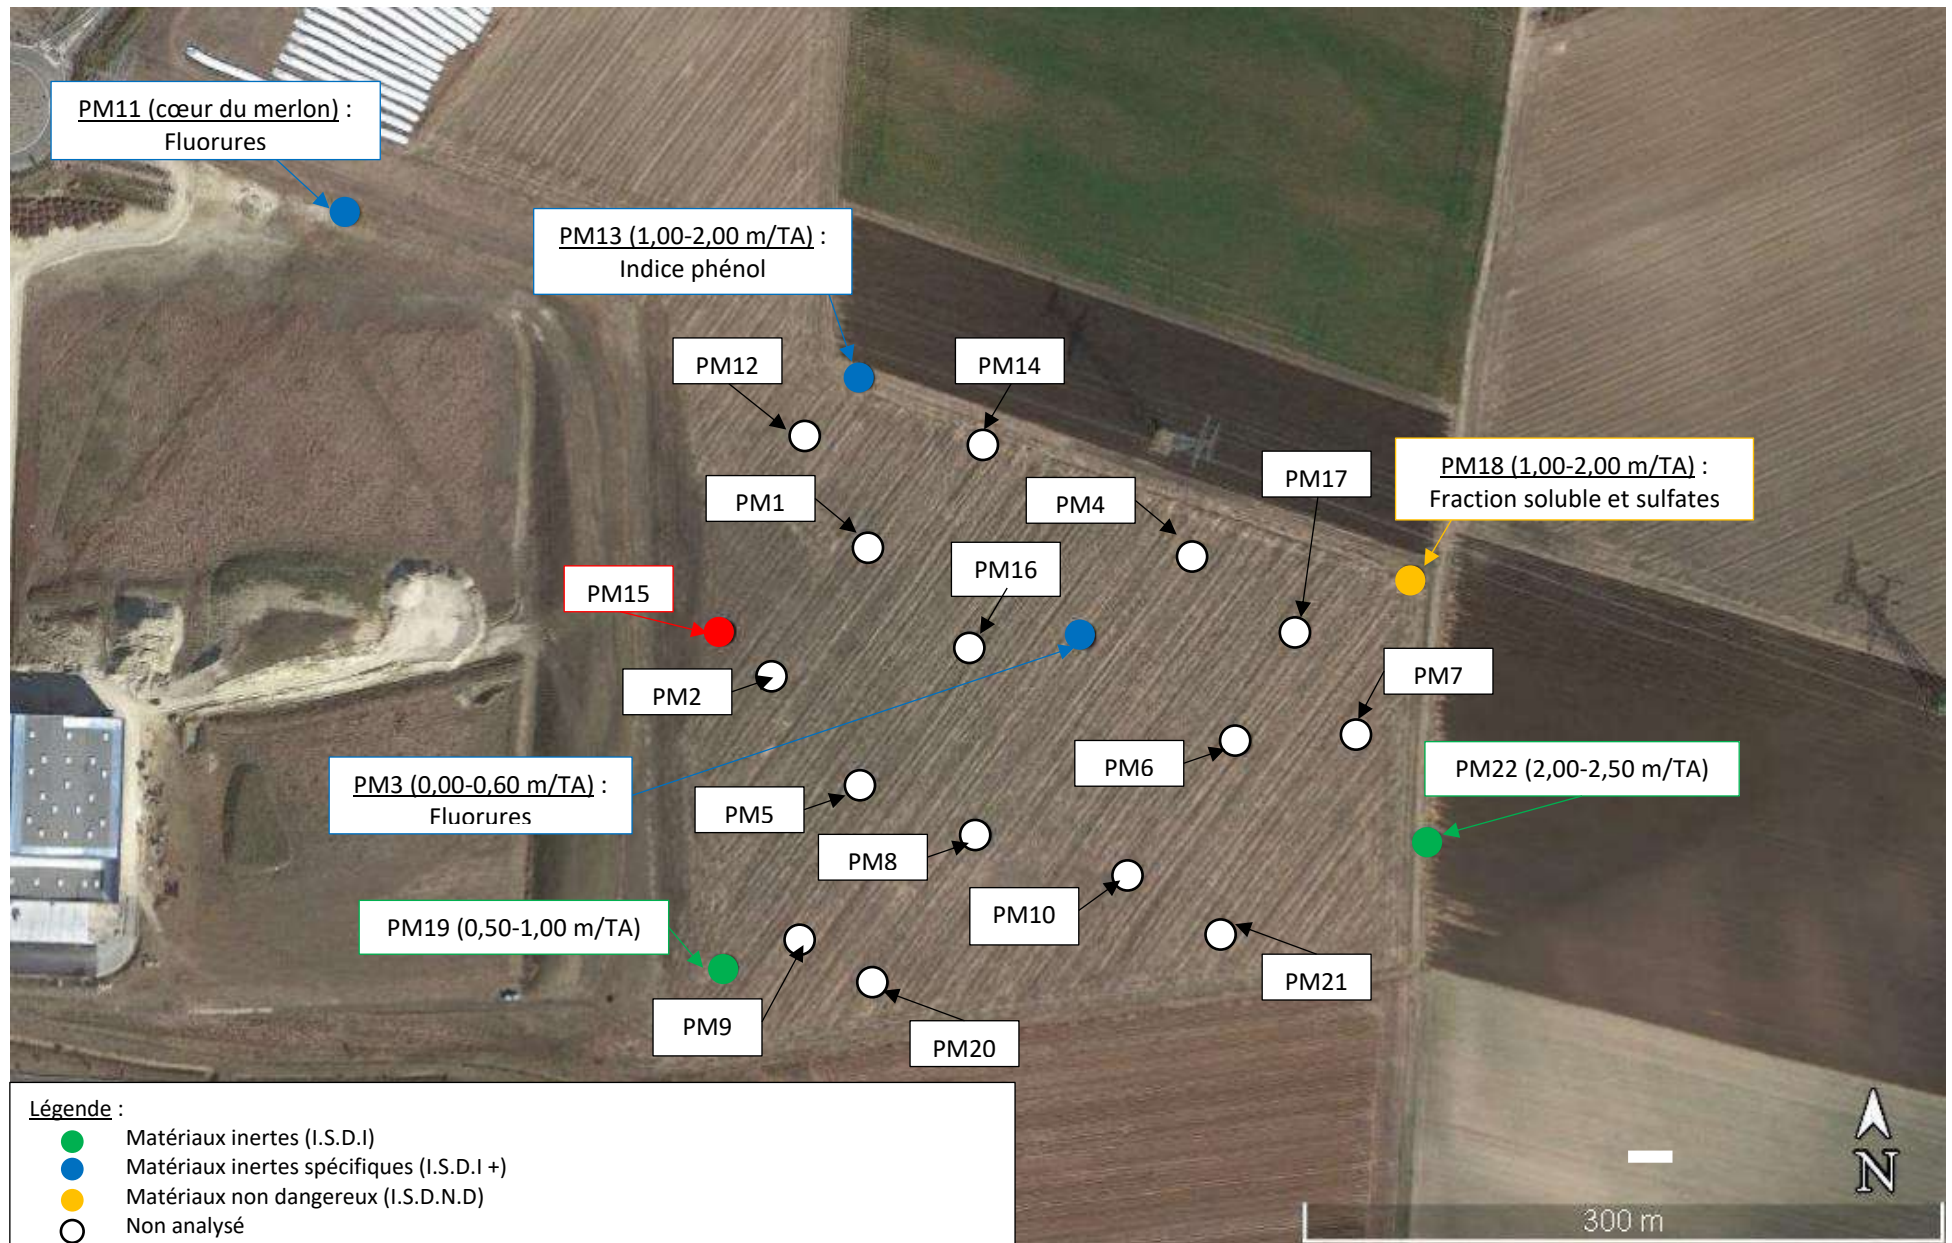 PM11 (cœur du merlon) :
Fluorures
PM13 (1,00-2,00 m/TA) :
Indice phénol
PM12
PM14
PM18 (1,00-2,00 m/TA) :
Fraction soluble et sulfates
PM17
PM1
PM4
PM16
PM15
PM2
PM7
PM6
PM22 (2,00-2,50 m/TA)
PM3 (0,00-0,60 m/TA) :
Fluorures
PM5
PM8
PM10
PM19 (0,50-1,00 m/TA)
PM21
PM9
PM20
Légende :
Matériaux inertes (I.S.D.I)
Matériaux inertes spécifiques (I.S.D.I +)
Matériaux non dangereux (I.S.D.N.D)
Non analysé
N
300 m